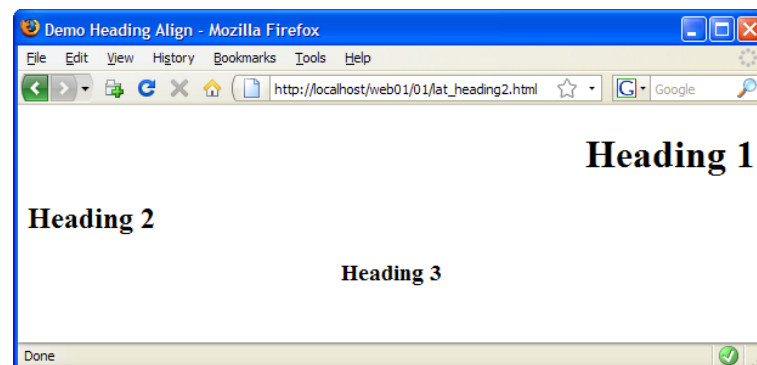 Demo Heading Align - Mozilla Firefox
File Edit View History Bookmarks Tools Help
http://localhost/web01/01/lat_heading2.html G Google
Heading 1
Heading 2
Heading 3
Done